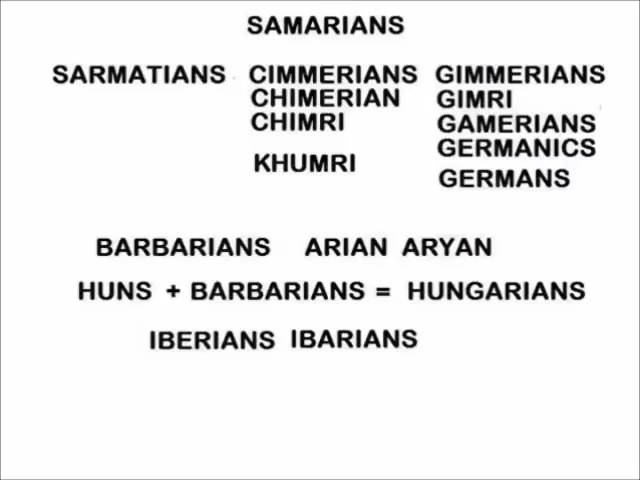 SAMARIANS
SARMATIANS CIMMERIANS GIMMERIANS
CHIMERIAN GIMRI
CHIMRI GAMERIANS
GERMANICS
KHUMRI
GERMANS
BARBARIANS ARIAN ARYAN
HUNS + BARBARIANS = HUNGARIANS
IBERIANS IBARIANS